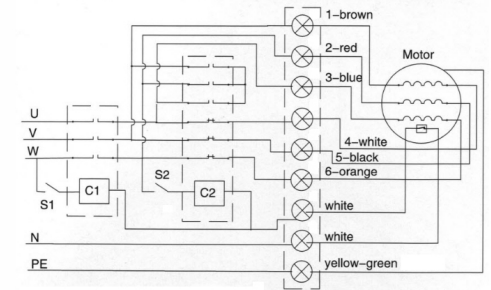 1-brown
2-red
3-blue
Motor
U
V
W
4-white
5-black
6-orange
S1
C1
S2
C2
white
N
white
PE
yellow-green